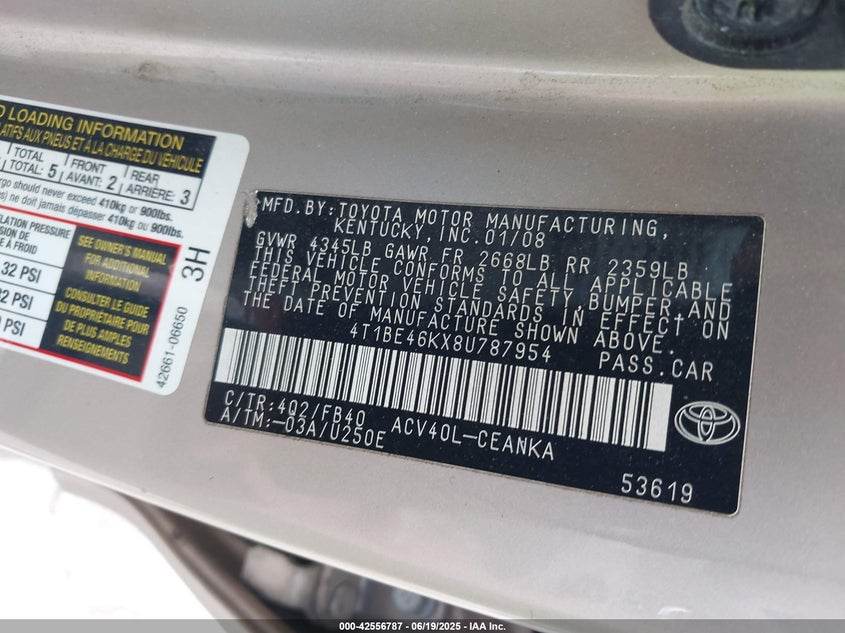 LOADING INFORMATION
LATIFS AUX PNEUS ET À LA CHARGE DU VÉHICULE
TOTAL FRONT REAR
TOTAL: 5 AVANT: 2 ARRIÈRE: 3
should never exceed 410kg or 900lbs.
ne doit jamais dépasser 410kg ou 900lbs.
PRESSURE
DE
À FROID
32 PSI
PSI
PSI
SEE OWNER'S MANUAL
FOR ADDITIONAL
INFORMATION
CONSULTER LE GUIDE
DU PROPRIÉTAIRE POUR
DE PLUS AMPLES
RENSEIGNEMENTS
3H
42661-06650
MFD. BY: TOYOTA MOTOR MANUFACTURING,
KENTUCKY, INC. 01/08
GVWR 4345LB GAWR FR 2668LB RR 2359LB
THIS VEHICLE CONFORMS TO ALL APPLICABLE
FEDERAL MOTOR VEHICLE SAFETY, BUMPER, AND
THEFT PREVENTION STANDARDS IN EFFECT ON
THE DATE OF MANUFACTURE SHOWN ABOVE.
4T1BE46KX8U787954 PASS. CAR
C/TR: 4Q2/FB40 ACV40L-CEANKA
A/TM: -03A/U250E
53619
000-42556787 - 06/19/2025 - IAA Inc.